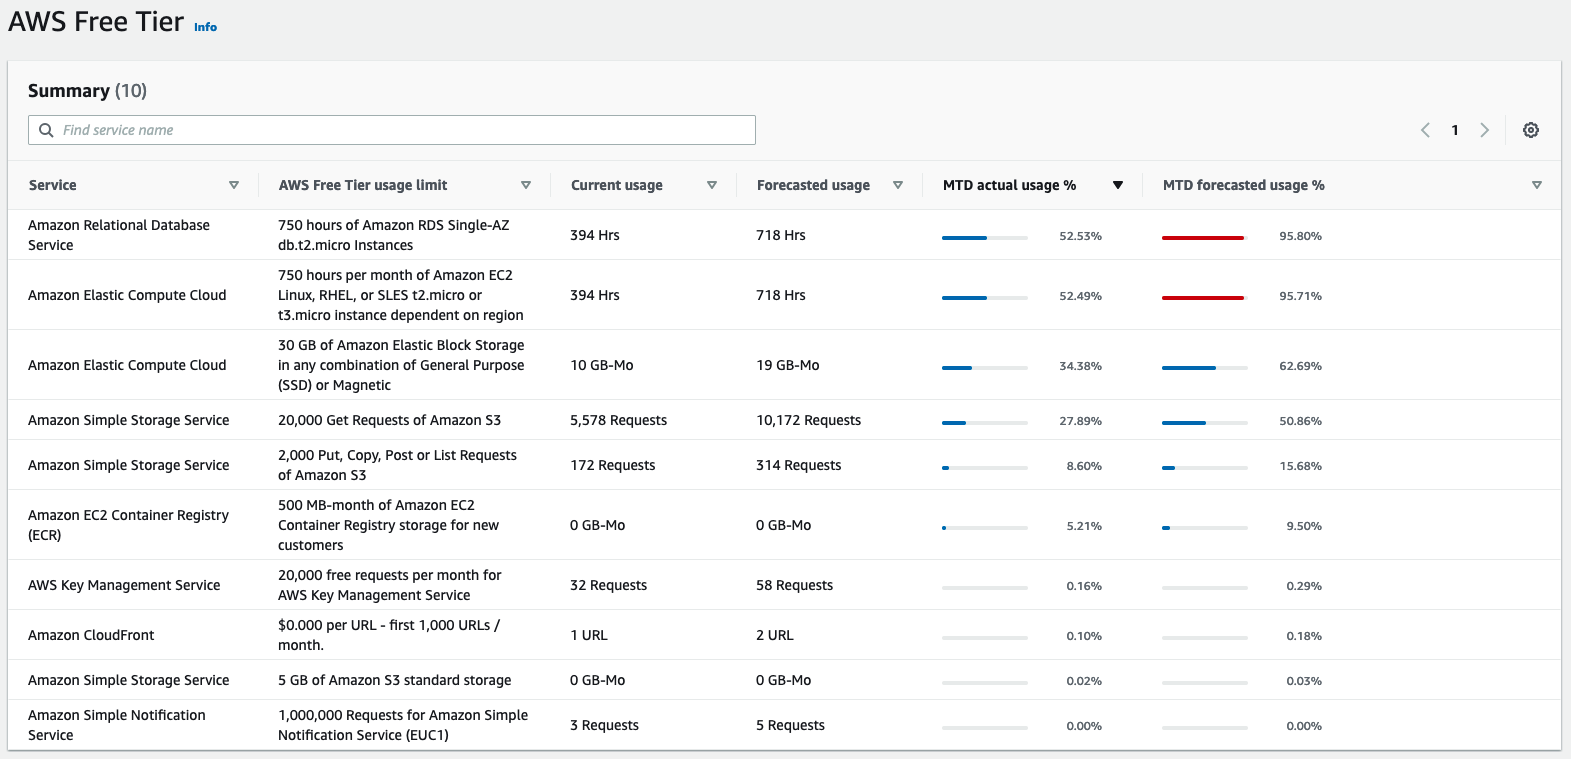 AWS Free Tier Info
Summary (10)
Find service name
1
Service AWS Free Tier usage limit Current usage Forecasted usage MTD actual usage % MTD forecasted usage %
Amazon Relational Database
Service
750 hours of Amazon RDS Single-AZ
db.t2.micro Instances
394 Hrs
718 Hrs
52.53%
95.80%
Amazon Elastic Compute Cloud
750 hours per month of Amazon EC2
Linux, RHEL, or SLES t2.micro or
t3.micro instance dependent on region
394 Hrs
718 Hrs
52.49%
95.71%
Amazon Elastic Compute Cloud
30 GB of Amazon Elastic Block Storage
in any combination of General Purpose
(SSD) or Magnetic
10 GB-Mo
19 GB-Mo
34.38%
62.69%
Amazon Simple Storage Service
20,000 Get Requests of Amazon S3
5,578 Requests
10,172 Requests
27.89%
50.86%
Amazon Simple Storage Service
2,000 Put, Copy, Post or List Requests
of Amazon S3
172 Requests
314 Requests
8.60%
15.68%
Amazon EC2 Container Registry
(ECR)
500 MB-month of Amazon EC2
Container Registry storage for new
customers
0 GB-Mo
0 GB-Mo
5.21%
9.50%
AWS Key Management Service
20,000 free requests per month for
AWS Key Management Service
32 Requests
58 Requests
0.16%
0.29%
Amazon CloudFront
$0.000 per URL - first 1,000 URLs /
month.
1 URL
2 URL
0.10%
0.18%
Amazon Simple Storage Service
5 GB of Amazon S3 standard storage
0 GB-Mo
0 GB-Mo
0.02%
0.03%
Amazon Simple Notification
Service
1,000,000 Requests for Amazon Simple
Notification Service (EUC1)
3 Requests
5 Requests
0.00%
0.00%